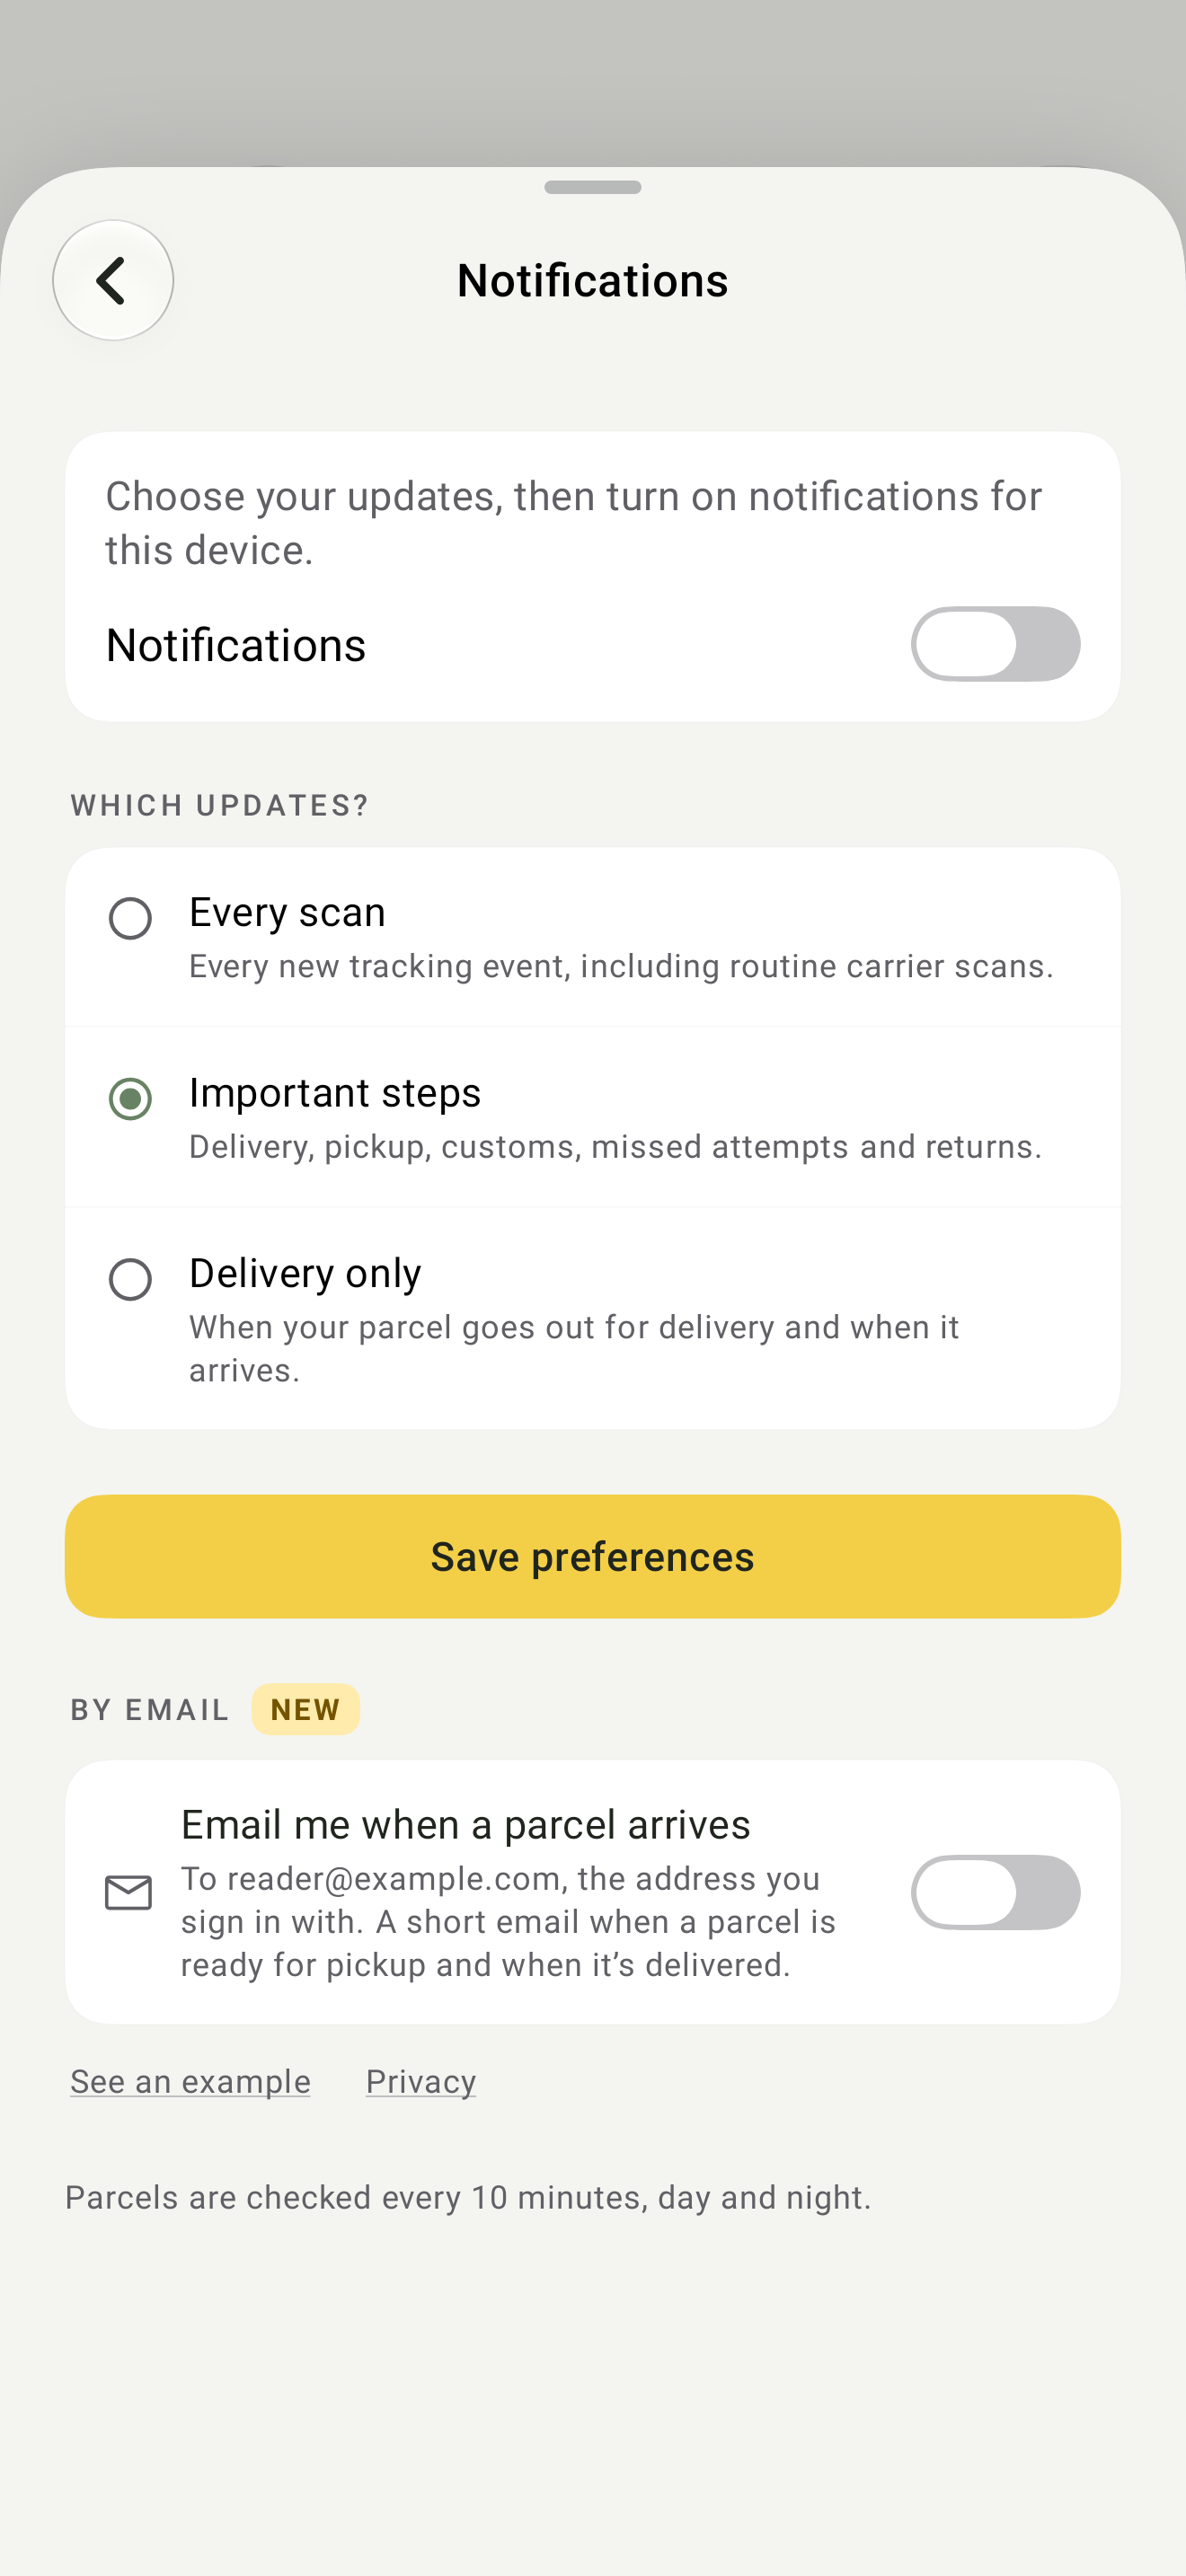 Notifications
Choose your updates, then turn on notifications for
this device.
Notifications
WHICH UPDATES?
Every scan
Every new tracking event, including routine carrier scans.
Important steps
Delivery, pickup, customs, missed attempts and returns.
Delivery only
When your parcel goes out for delivery and when it
arrives.
Save preferences
BY EMAIL NEW
Email me when a parcel arrives
To reader@example.com, the address you
sign in with. A short email when a parcel is
ready for pickup and when it’s delivered.
See an example Privacy
Parcels are checked every 10 minutes, day and night.